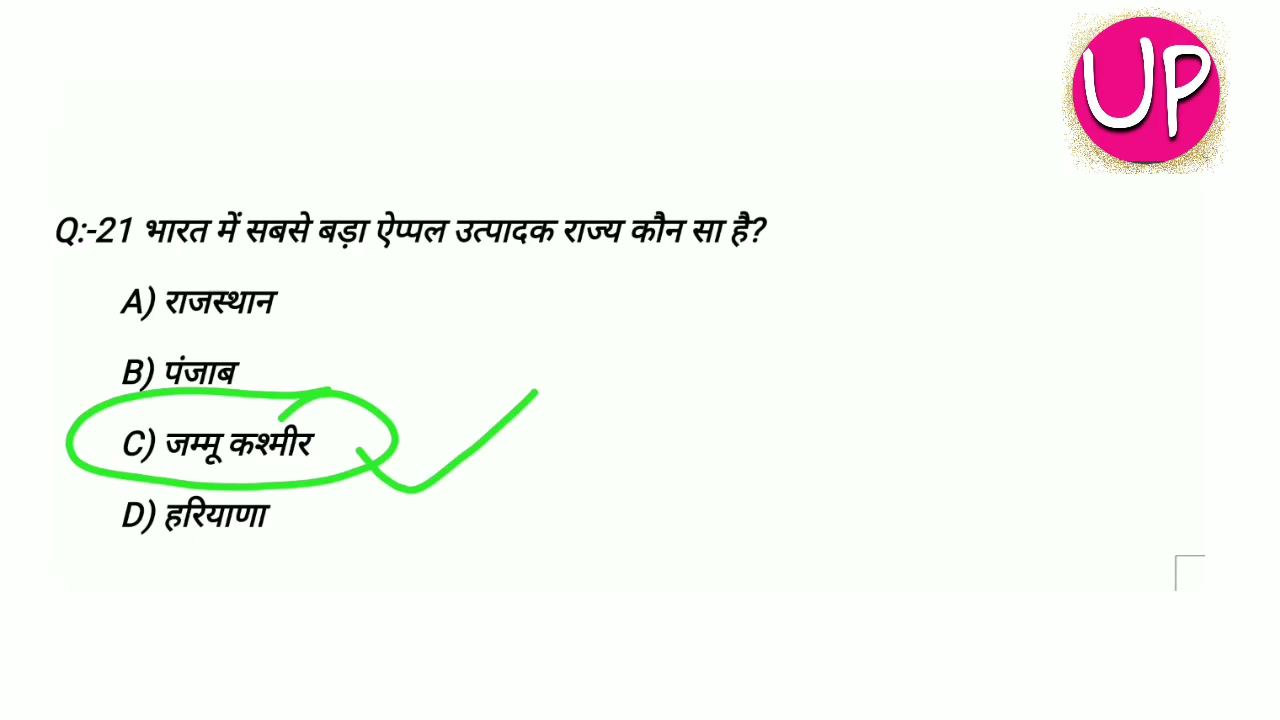 UP
Q:-21 भारत में सबसे बड़ा ऐप्पल उत्पादक राज्य कौन सा है?
A) राजस्थान
B) पंजाब
C) जम्मू कश्मीर
D) हरियाणा